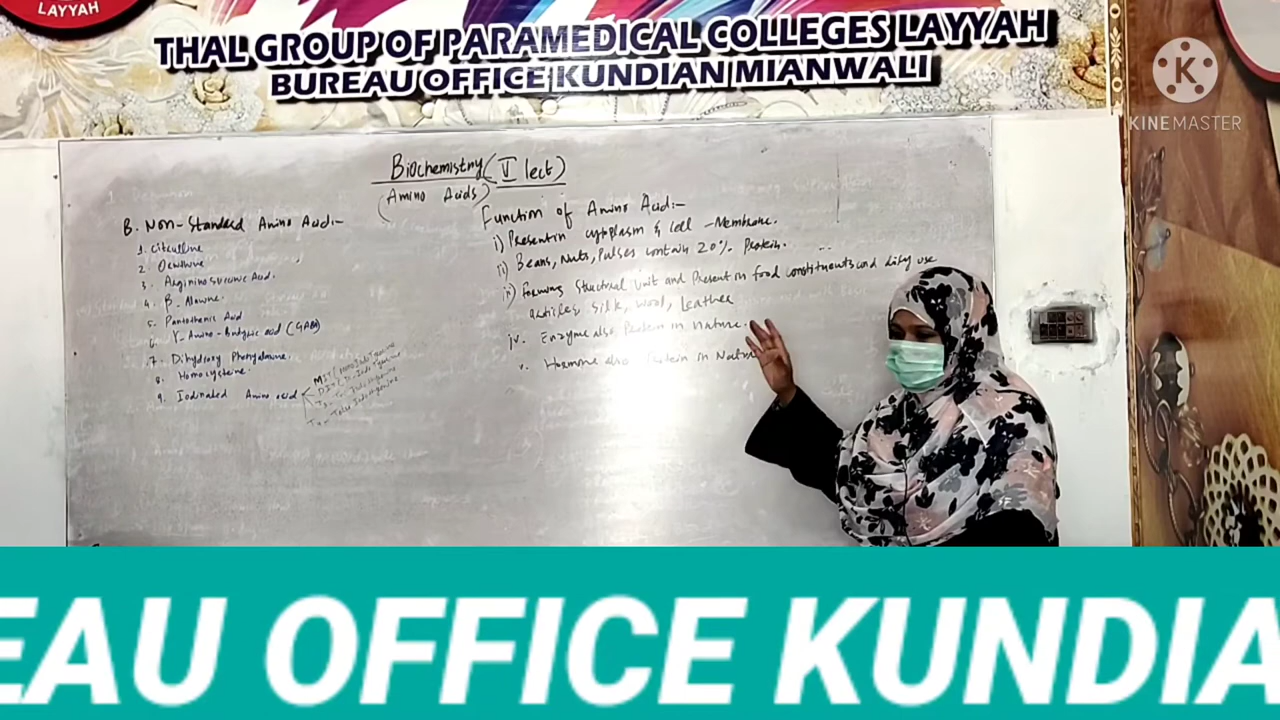 LAYYAH
THAL GROUP OF PARAMEDICAL COLLEGES LAYYAH
BUREAU OFFICE KUNDIAN MIANWALI
KINEMASTER
Biochemistry (V lect)
(Amino Acids)
B. Non-Standard Amino Acid:-
1. Citrulline
2. Ornithine
3. Argininosuccinic Acid.
4. β-Alanine.
5. Pantothenic Acid
6. γ-Amino-Butyric acid (GABA)
7. Dihydroxy Phenylalanine.
8. Homocysteine.
9. Iodinated Amino acid
Function of Amino Acid:-
i) Present in cytoplasm & Cell-Membrane.
ii) Beans, Nuts, Pulses contain 20% Protein.
Forming Structural Unit and Present in food constituents and daily use
articles, Silk, wool, Leather
iv. Enzyme also Protein in Nature.
v. Hormone also Protein in Natu
EAU OFFICE KUNDIA